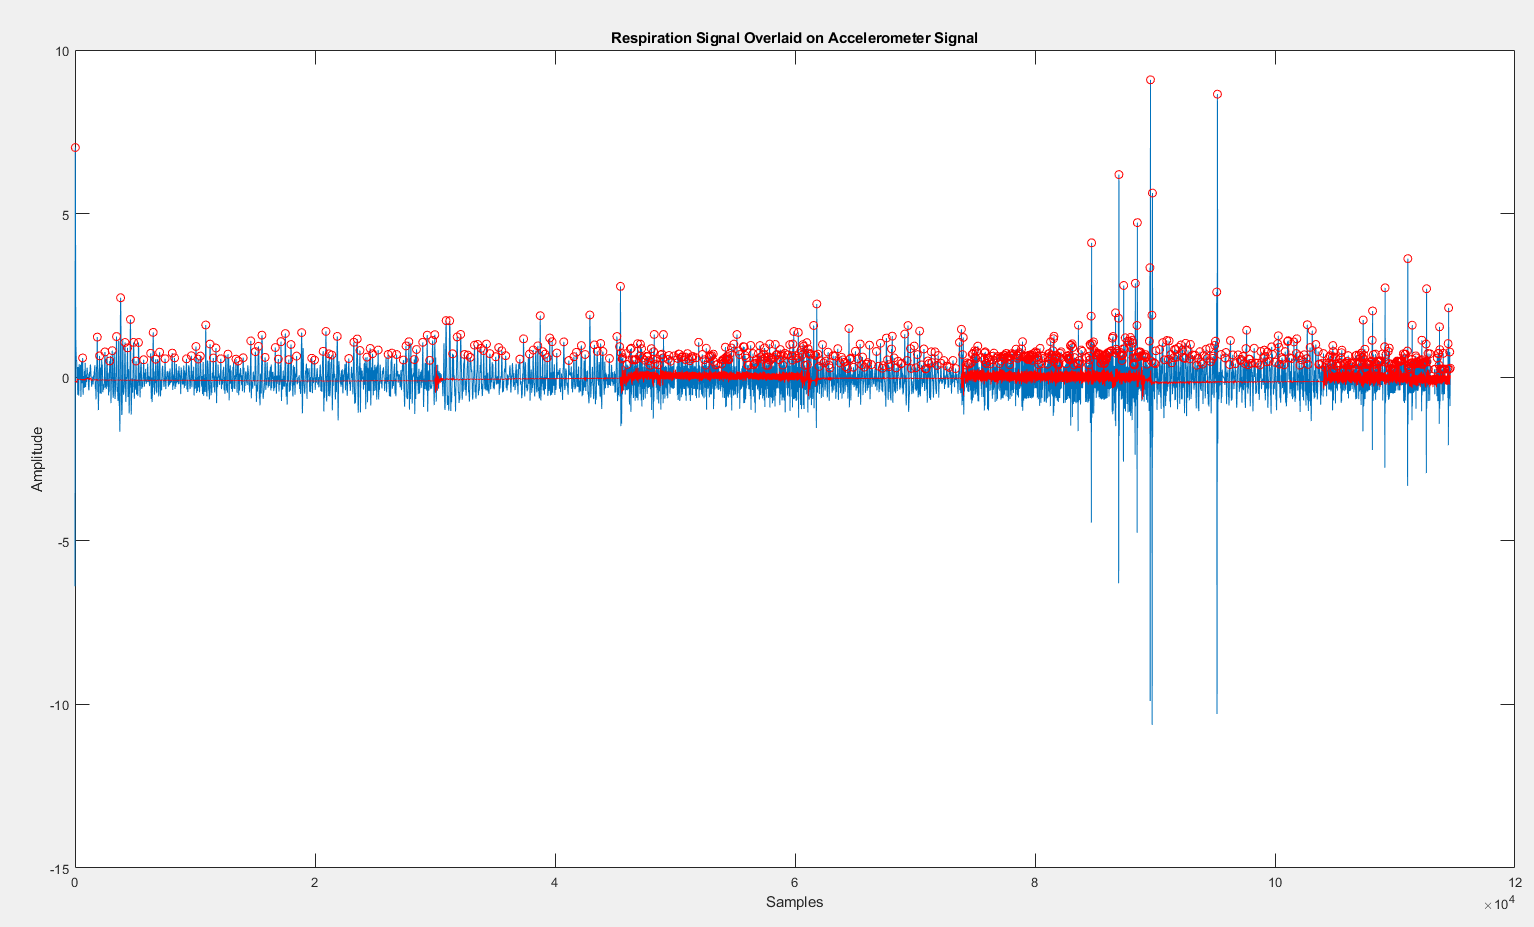 Respiration Signal Overlaid on Accelerometer Signal
10
5
0
-5
-10
-15
Amplitude
0 2 4 6 8 10 12
Samples
×10⁴